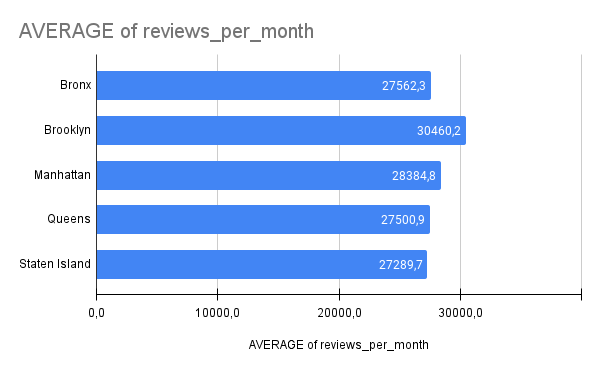 AVERAGE of reviews_per_month
Bronx 27562,3
Brooklyn 30460,2
Manhattan 28384,8
Queens 27500,9
Staten Island 27289,7
0,0 10000,0 20000,0 30000,0
AVERAGE of reviews_per_month